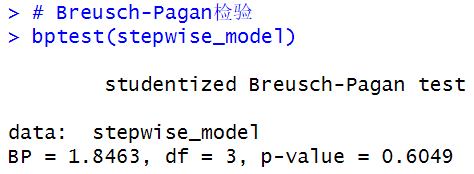 > # Breusch-Pagan检验
> bptest(stepwise_model)
studentized Breusch-Pagan test
data:  stepwise_model
BP = 1.8463, df = 3, p-value = 0.6049